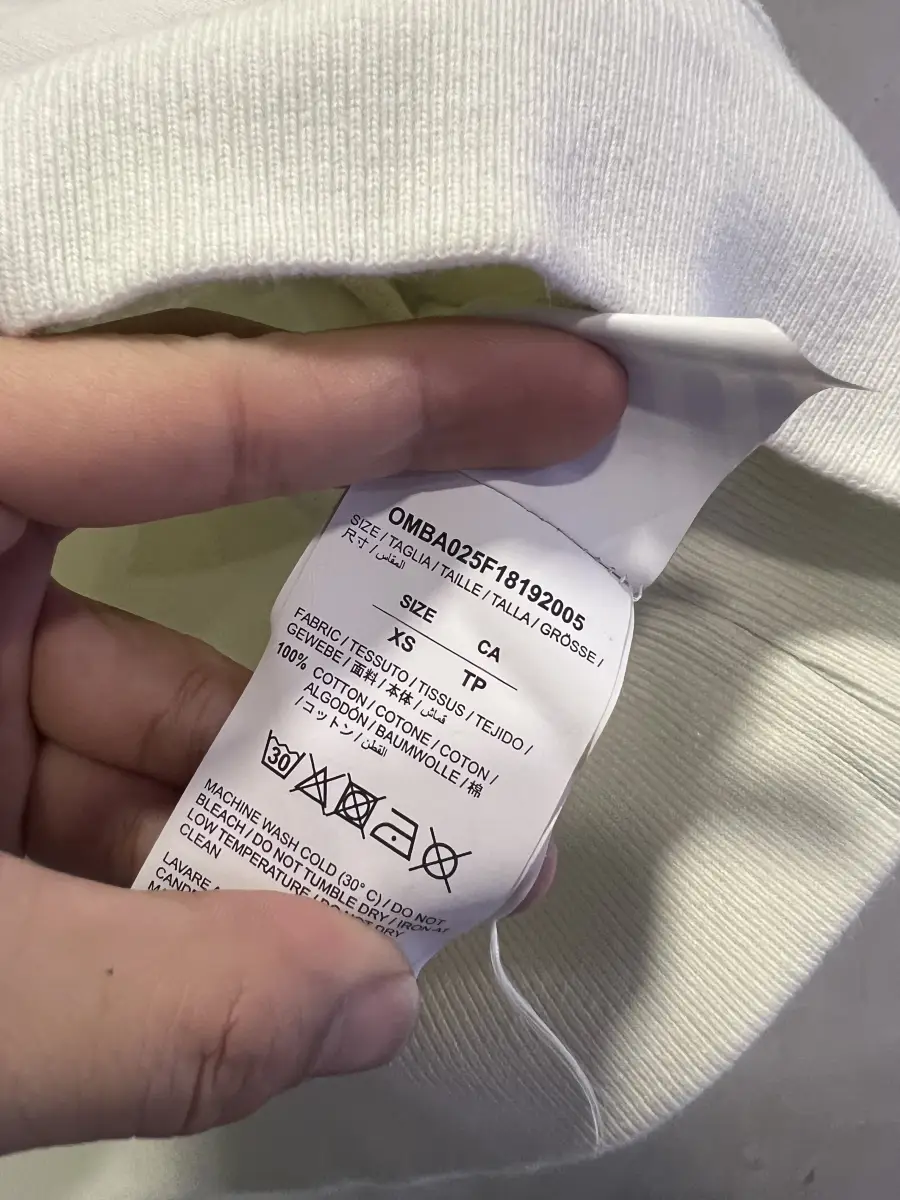 OMBA025F18192005
SIZE / TAGLIA / TAILLE / TALLA / GRÖSSE /
尺寸 / المقاس
SIZE CA
XS TP
FABRIC / TESSUTO / TISSUS / TEJIDO /
GEWEBE / 面料 / 本体 / قماش
100% COTTON / COTONE / COTON /
ALGODÓN / BAUMWOLLE / 棉
/ コットン / القطن
30
MACHINE WASH COLD (30° C) / DO NOT
BLEACH / DO NOT TUMBLE DRY / IRON AT
LOW TEMPERATURE / DO NOT DRY
CLEAN
LAVARE